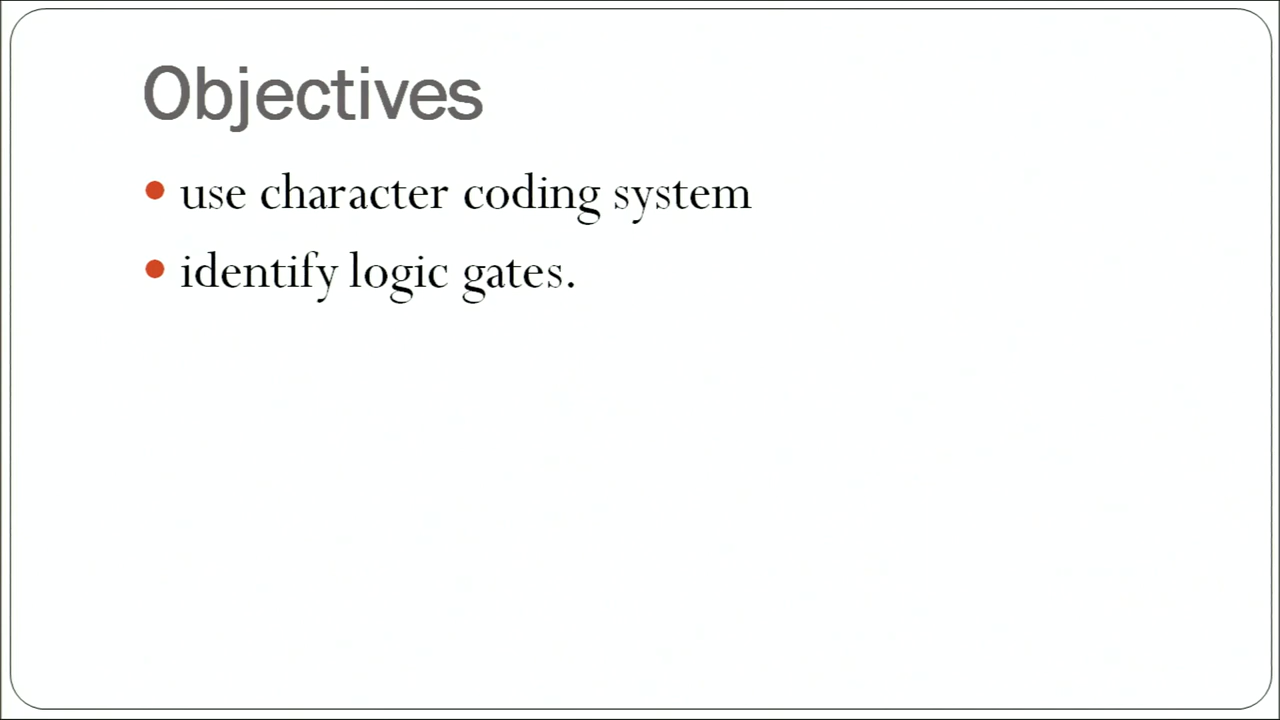 Objectives
• use character coding system
• identify logic gates.